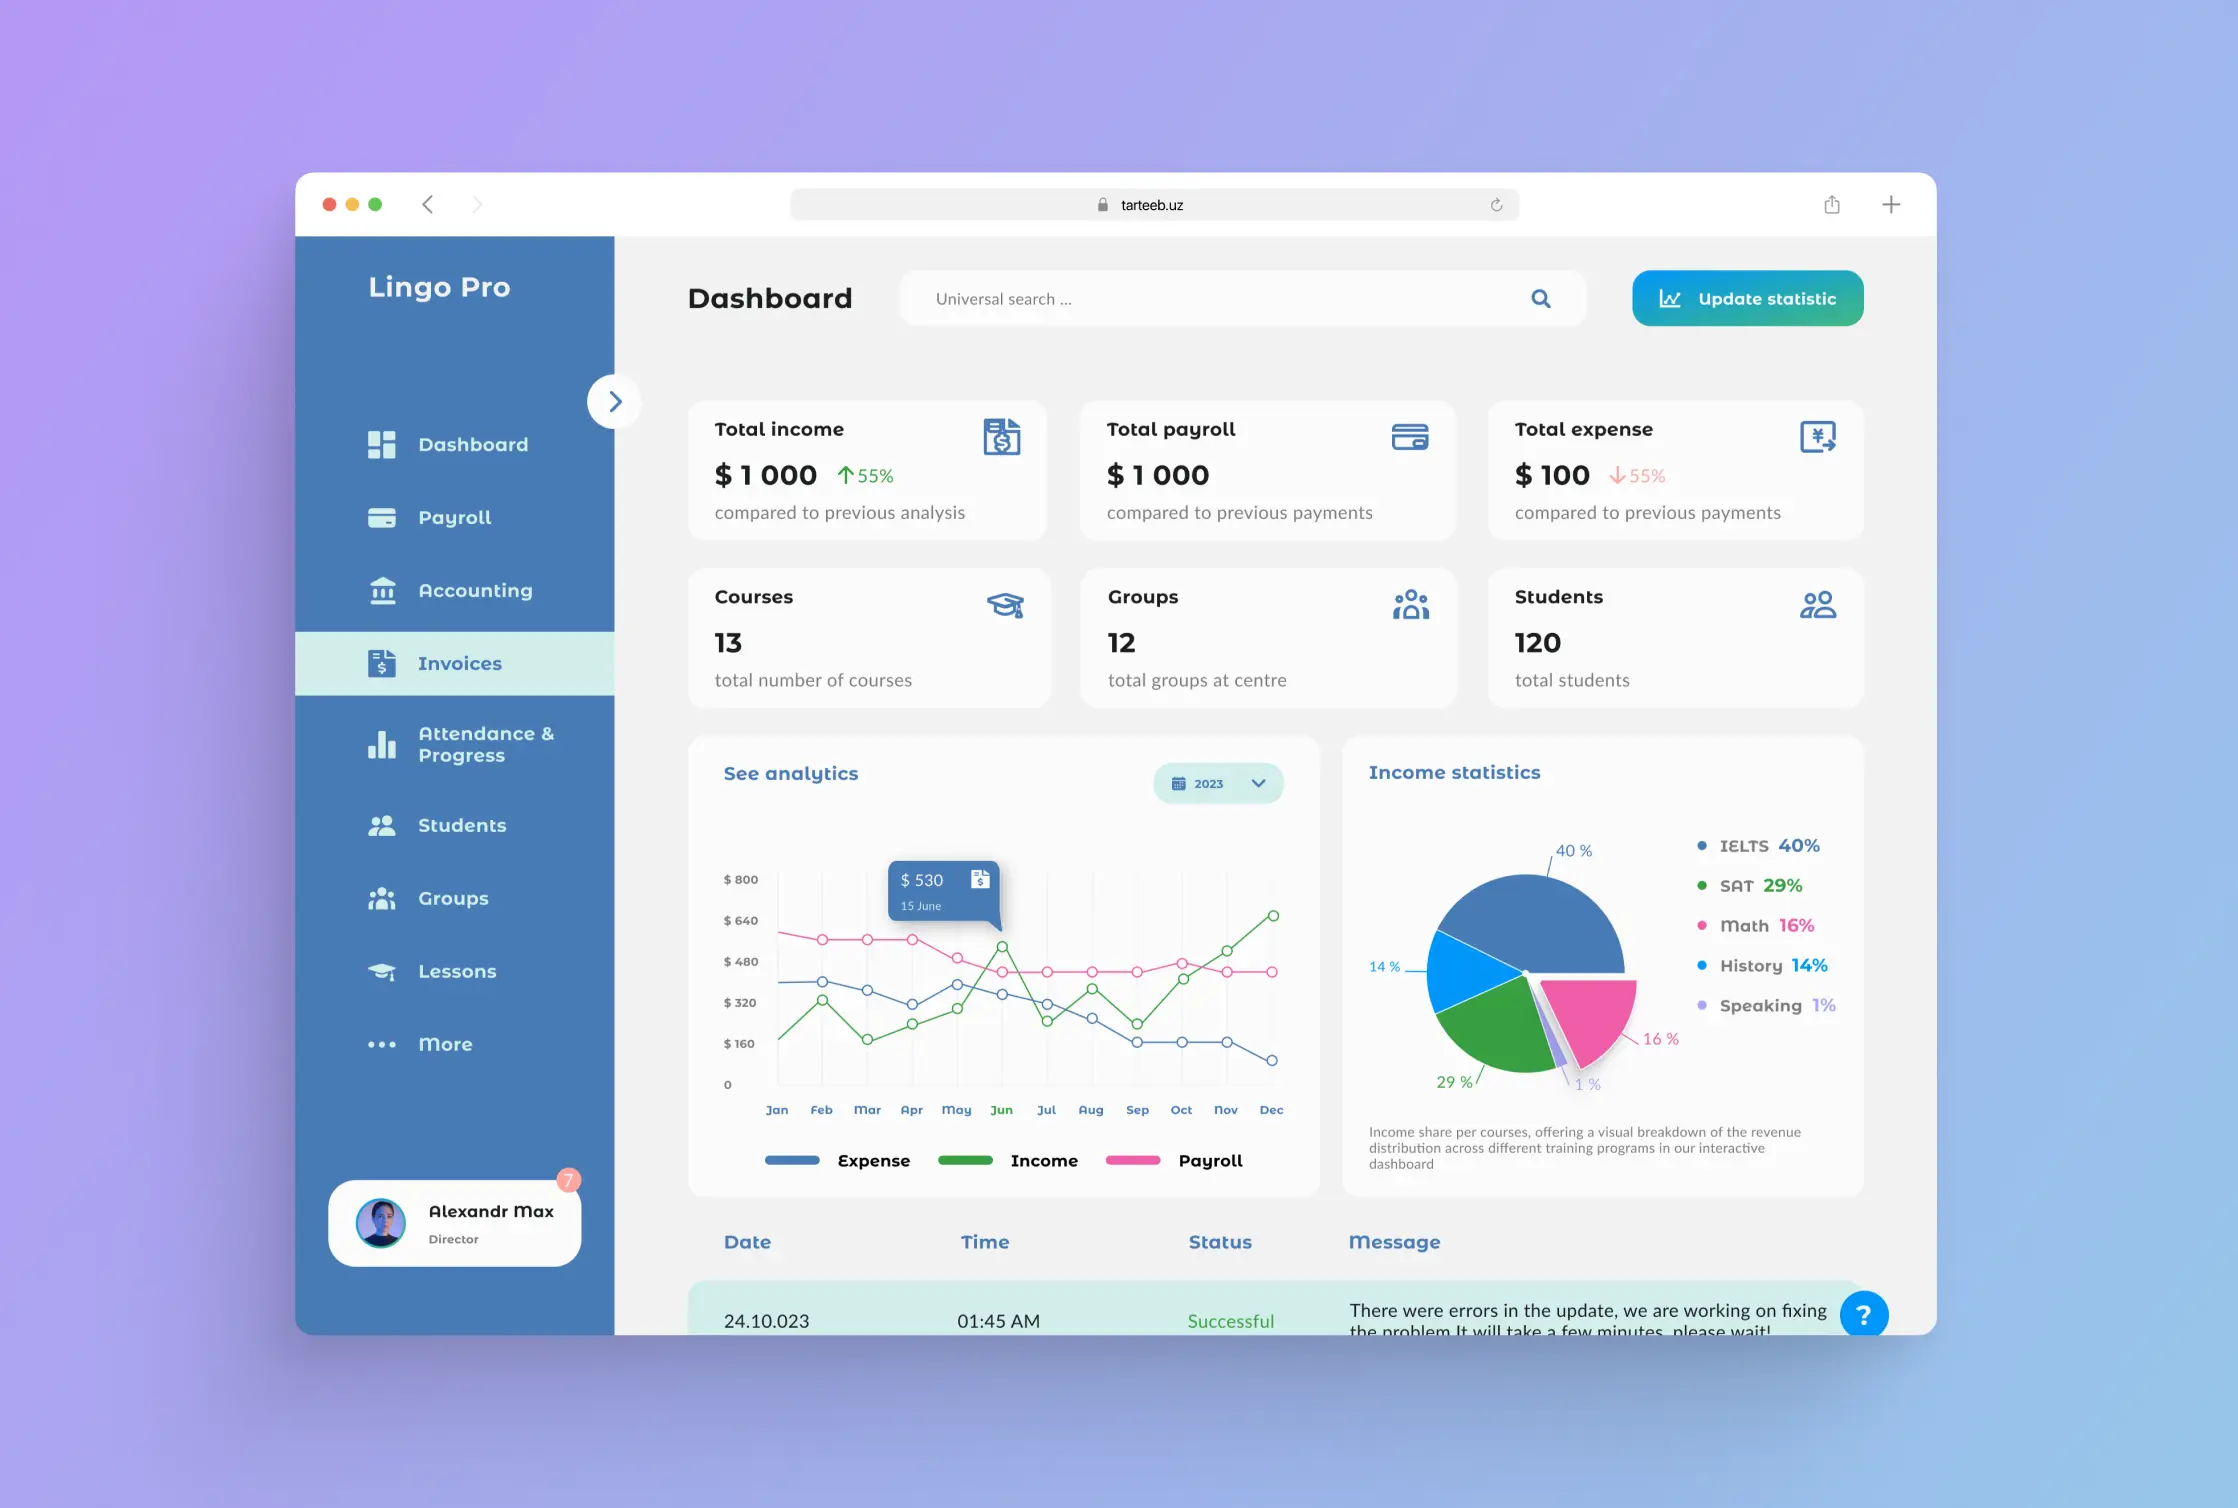 tarteeb.uz
Lingo Pro
Dashboard
Payroll
Accounting
Invoices
Attendance &
Progress
Students
Groups
Lessons
More
7
Alexandr Max
Director
Dashboard
Universal search ...
Update statistic
Total income
$ 1 000 55%
compared to previous analysis
Total payroll
$ 1 000
compared to previous payments
Total expense
$ 100 55%
compared to previous payments
Courses
13
total number of courses
Groups
12
total groups at centre
Students
120
total students
See analytics
2023
$ 530
15 June
$ 800
$ 640
$ 480
$ 320
$ 160
0
Jan Feb Mar Apr May Jun Jul Aug Sep Oct Nov Dec
Expense Income Payroll
Income statistics
40 %
14 %
29 %
1 %
16 %
IELTS 40%
SAT 29%
Math 16%
History 14%
Speaking 1%
Income share per courses, offering a visual breakdown of the revenue
distribution across different training programs in our interactive
dashboard
Date Time Status Message
24.10.023 01:45 AM Successful
There were errors in the update, we are working on fixing
the problem.It will take a few minutes, please wait!
?